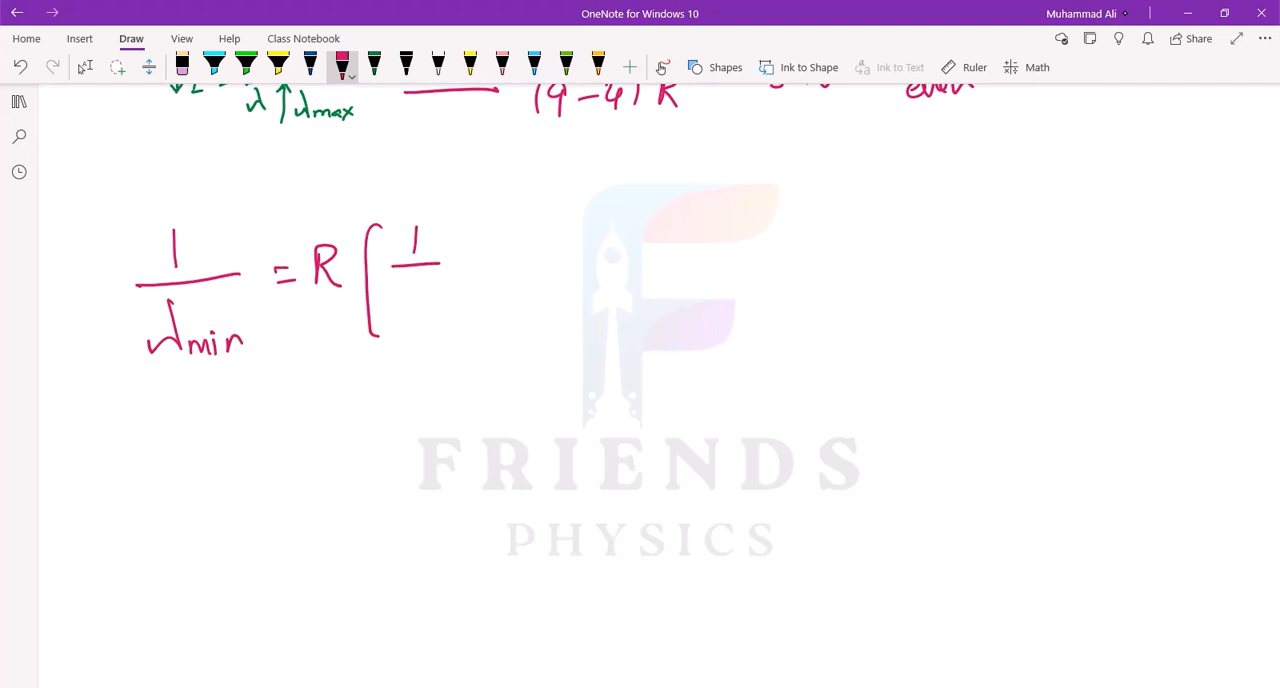 OneNote for Windows 10
Muhammad Ali
Home Insert Draw View Help Class Notebook
Share
Shapes Ink to Shape Ink to Text Ruler Math
λ λmax
(9-4) R
1/λmin = R [ 1/
FRIENDS
PHYSICS